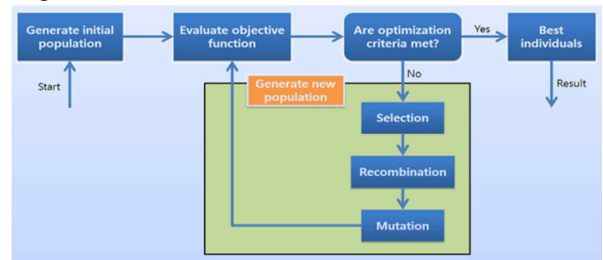 Generate initial
population
Evaluate objective
function
Are optimization
criteria met?
Yes
Best
individuals
Start
No
Result
Generate new
population
Selection
Recombination
Mutation